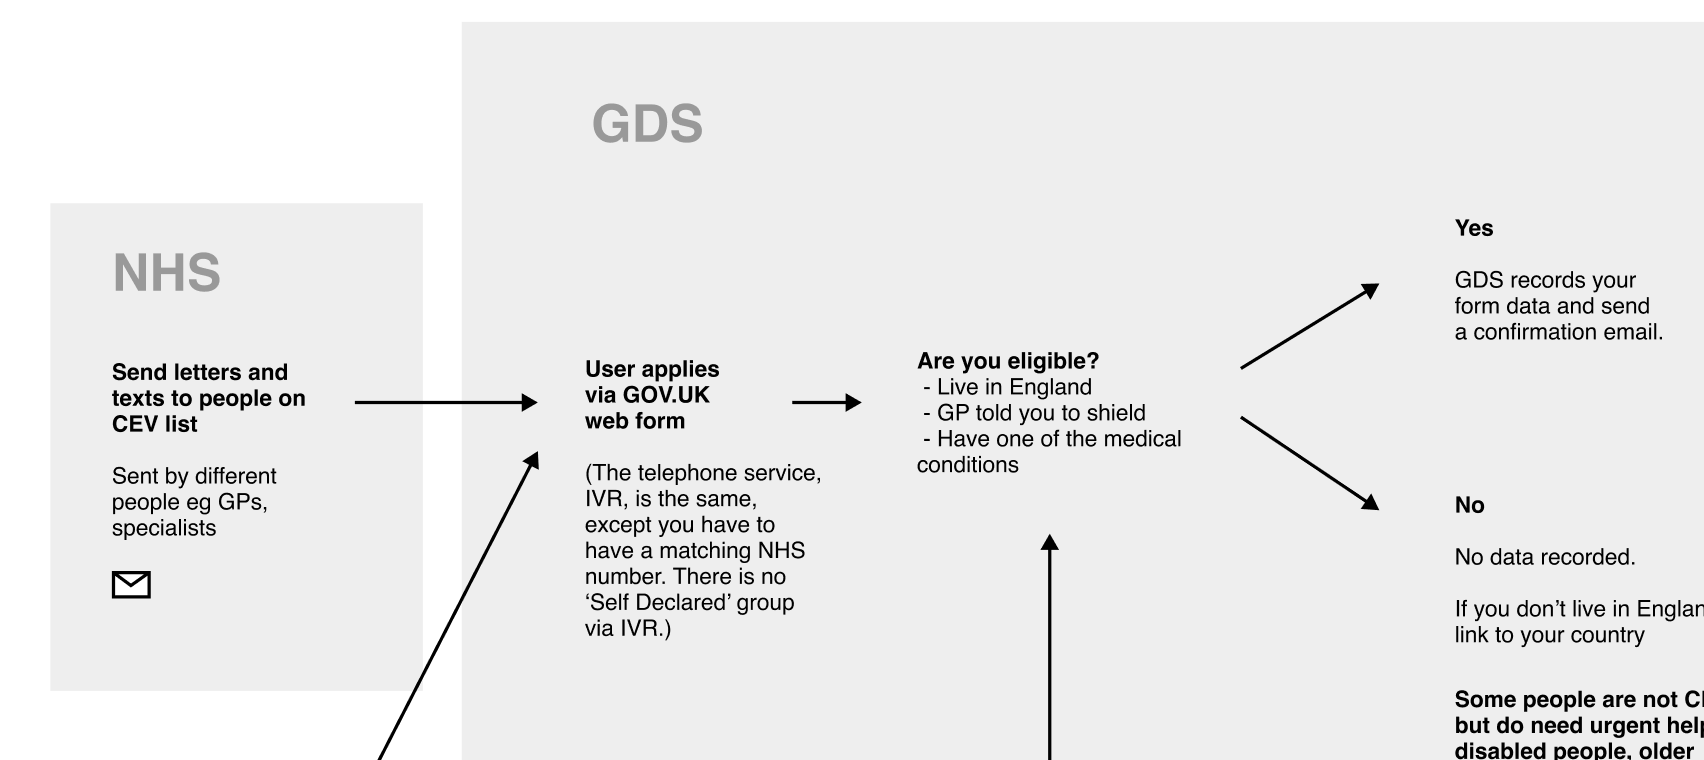 GDS
NHS
Send letters and
texts to people on
CEV list
Sent by different
people eg GPs,
specialists
User applies
via GOV.UK
web form
(The telephone service,
IVR, is the same,
except you have to
have a matching NHS
number. There is no
‘Self Declared’ group
via IVR.)
Are you eligible?
- Live in England
- GP told you to shield
- Have one of the medical
conditions
Yes
GDS records your
form data and send
a confirmation email.
No
No data recorded.
If you don’t live in
link to your country
Some people are not
but do need urgent
disabled people, older